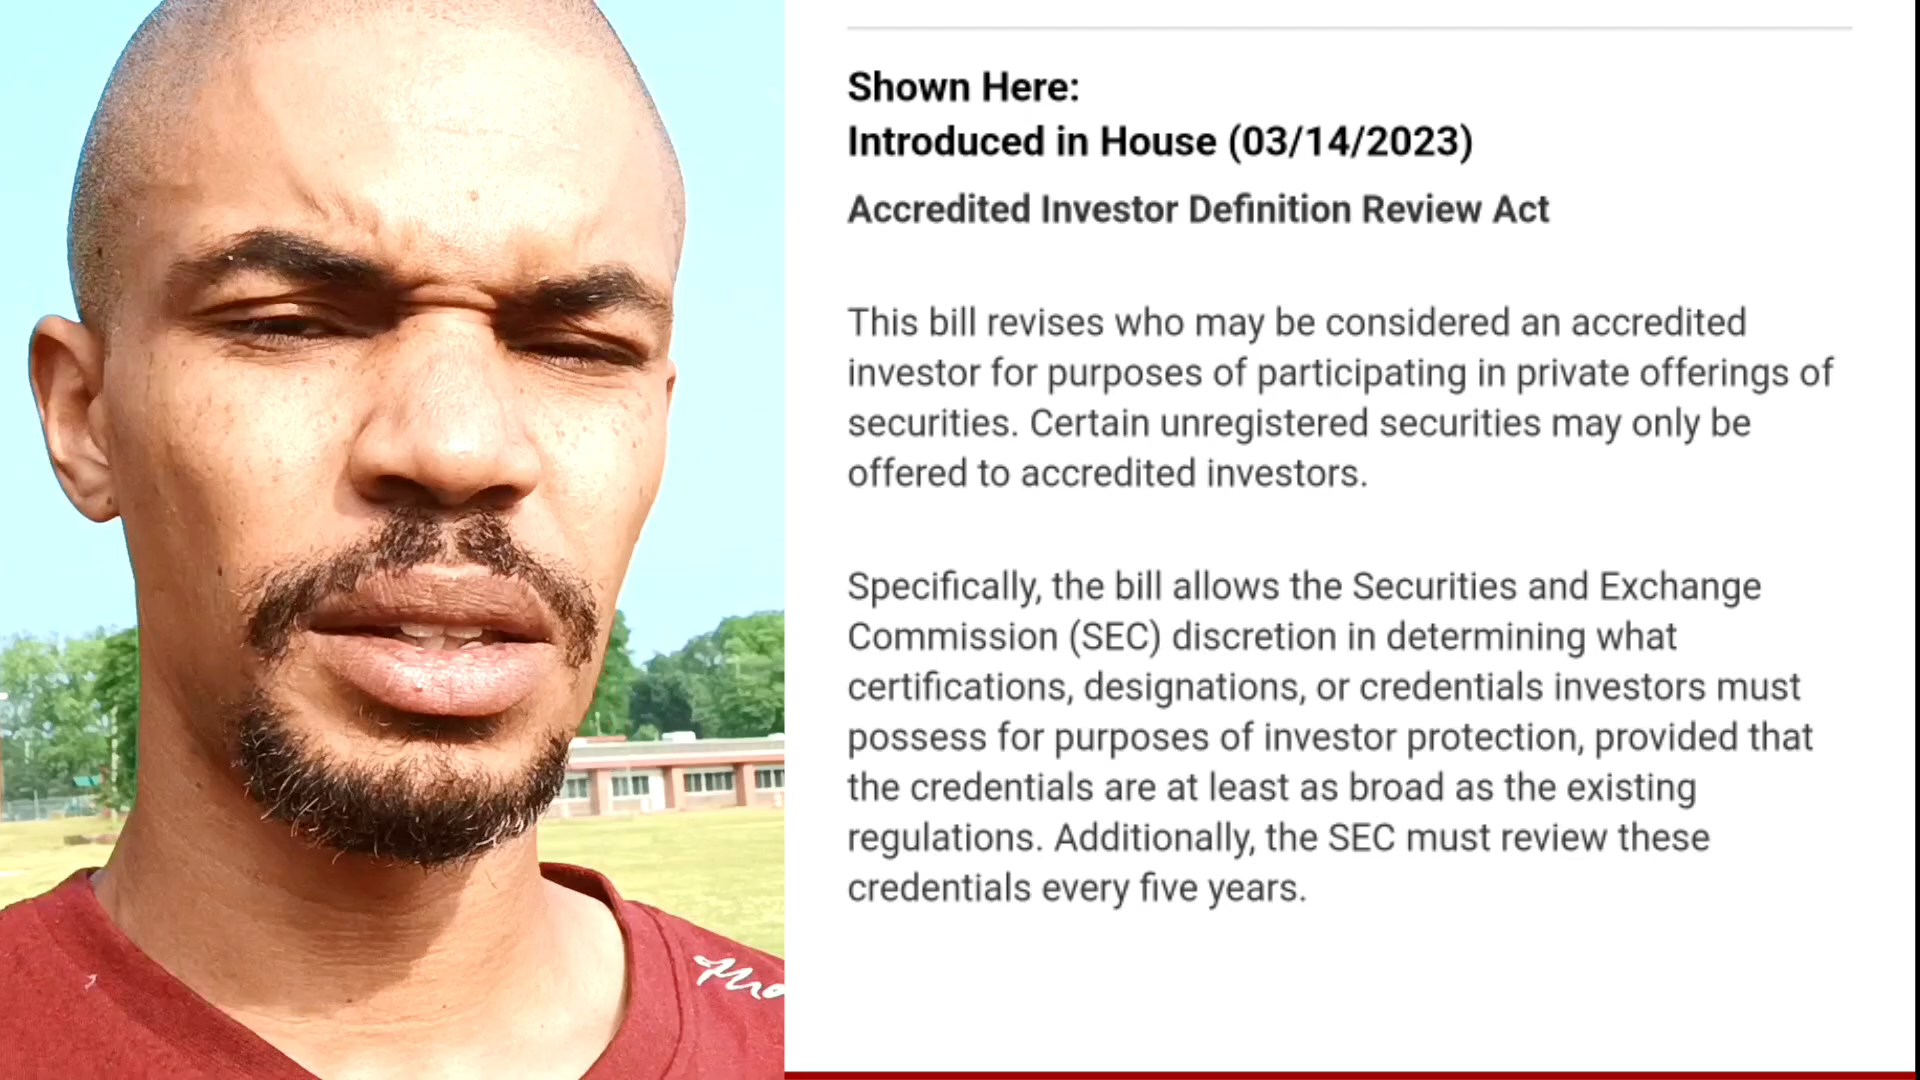 Shown Here:
Introduced in House (03/14/2023)
Accredited Investor Definition Review Act
This bill revises who may be considered an accredited
investor for purposes of participating in private offerings of
securities. Certain unregistered securities may only be
offered to accredited investors.
Specifically, the bill allows the Securities and Exchange
Commission (SEC) discretion in determining what
certifications, designations, or credentials investors must
possess for purposes of investor protection, provided that
the credentials are at least as broad as the existing
regulations. Additionally, the SEC must review these
credentials every five years.